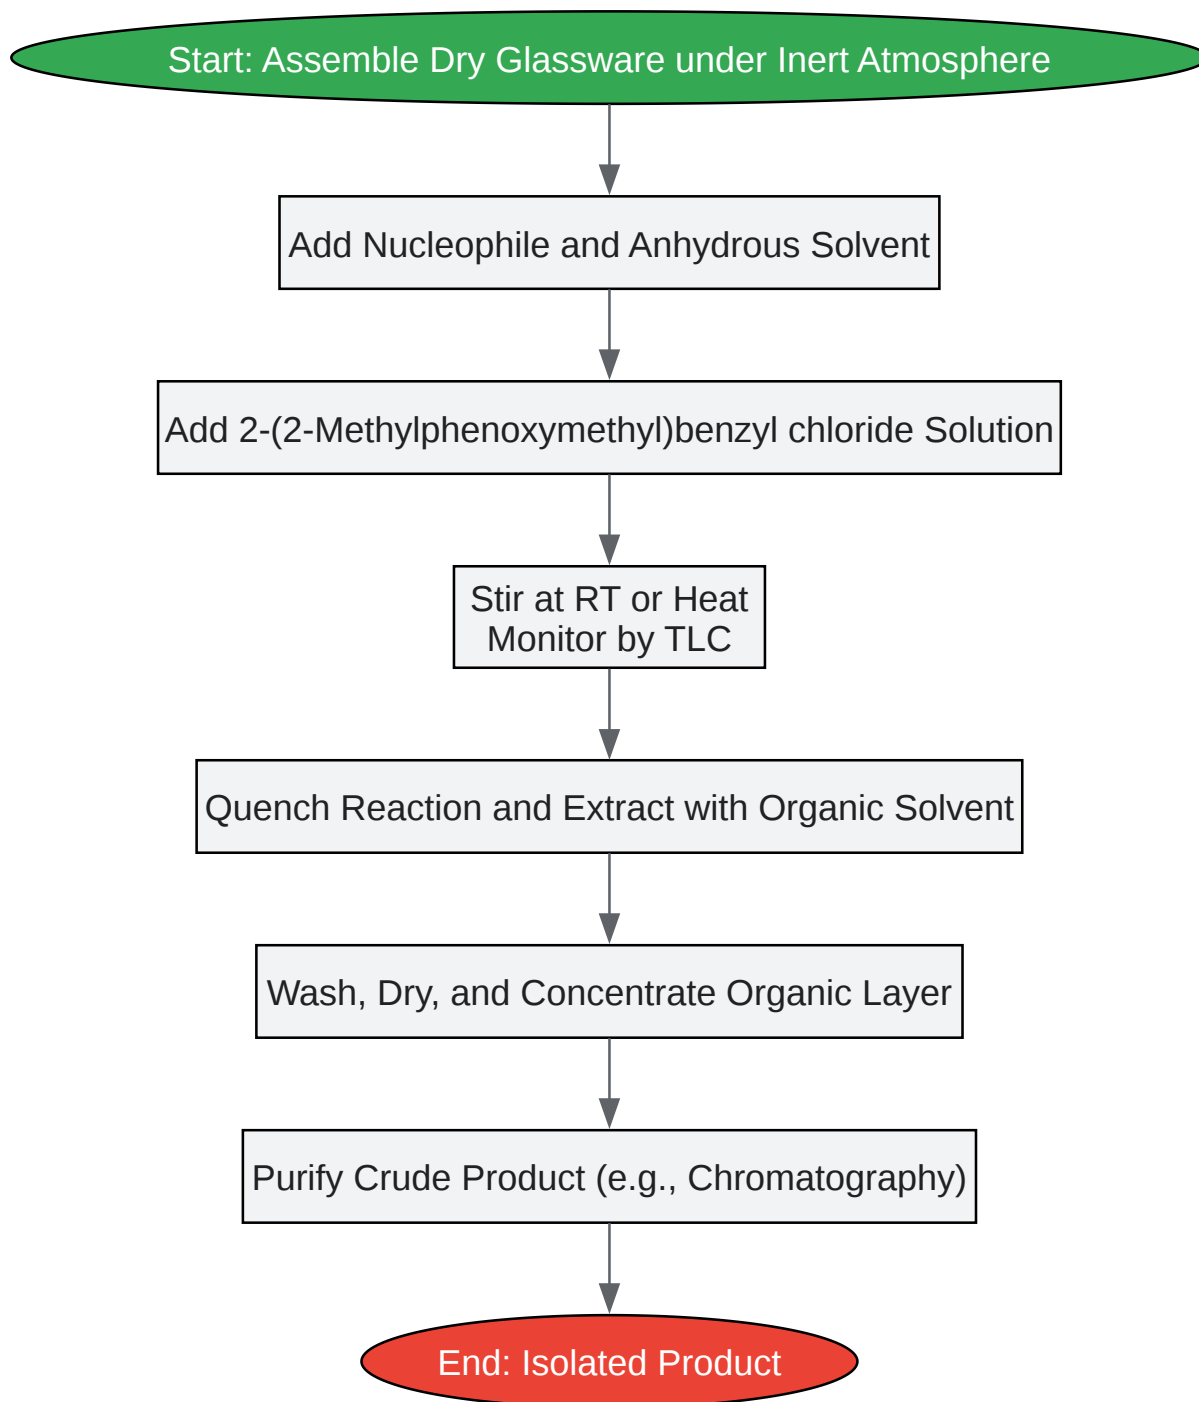 Start: Assemble Dry Glassware under Inert Atmosphere
Add Nucleophile and Anhydrous Solvent
Add 2-(2-Methylphenoxymethyl)benzyl chloride Solution
Stir at RT or Heat
Monitor by TLC
Quench Reaction and Extract with Organic Solvent
Wash, Dry, and Concentrate Organic Layer
Purify Crude Product (e.g., Chromatography)
End: Isolated Product